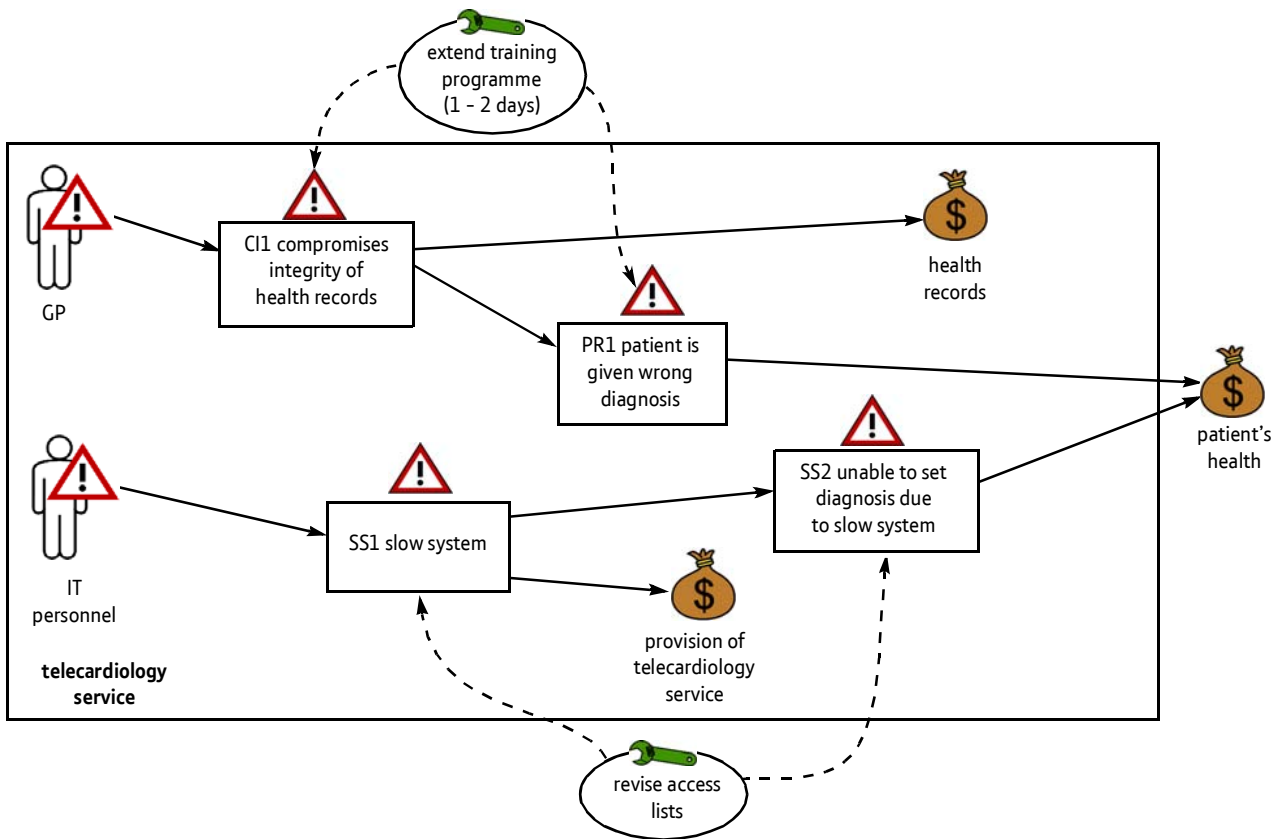 extend training
programme
(1 - 2 days)
GP
CI1 compromises
integrity of
health records
health
records
PR1 patient is
given wrong
diagnosis
patient's
health
IT
personnel
SS1 slow system
SS2 unable to set
diagnosis due
to slow system
provision of
telecardiology
service
telecardiology
service
revise access
lists